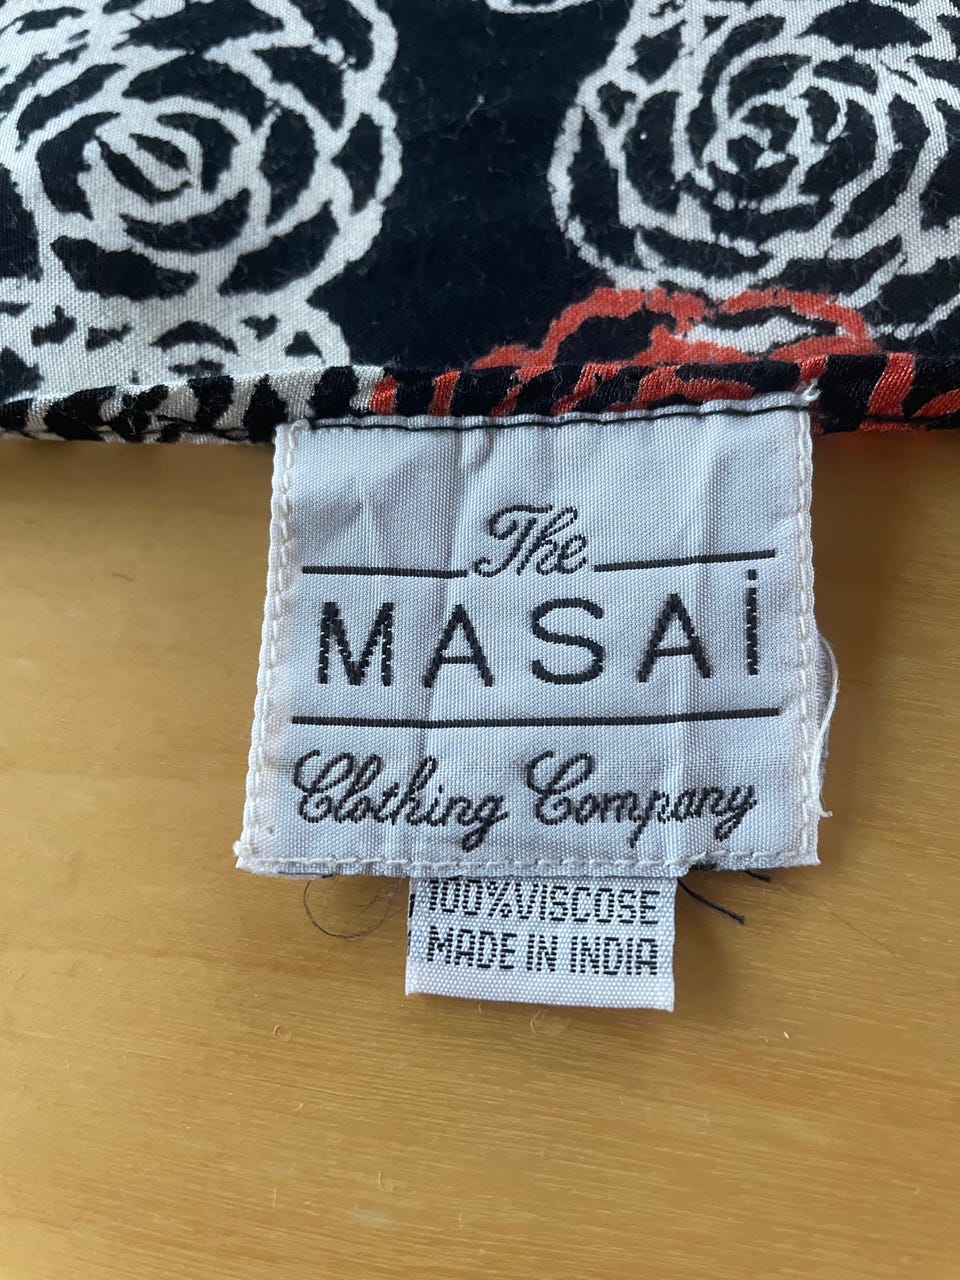 The
MASAİ
Clothing Company
100%VISCOSE
MADE IN INDIA